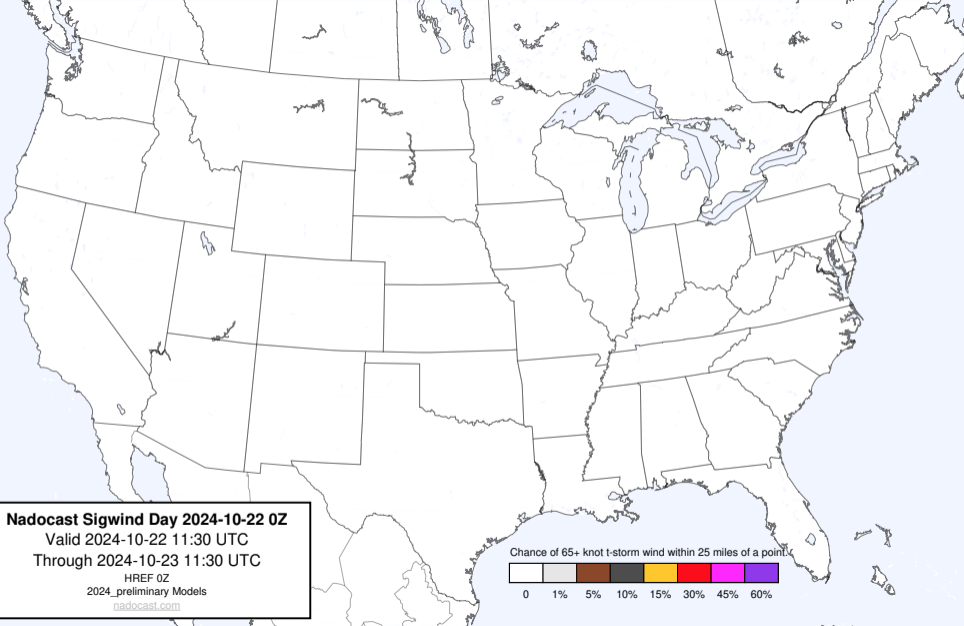 Nadocast Sigwind Day 2024-10-22 0Z
Valid 2024-10-22 11:30 UTC
Through 2024-10-23 11:30 UTC
HREF 0Z
2024_preliminary Models
nadocast.com
Chance of 65+ knot t-storm wind within 25 miles of a point.
0 1% 5% 10% 15% 30% 45% 60%